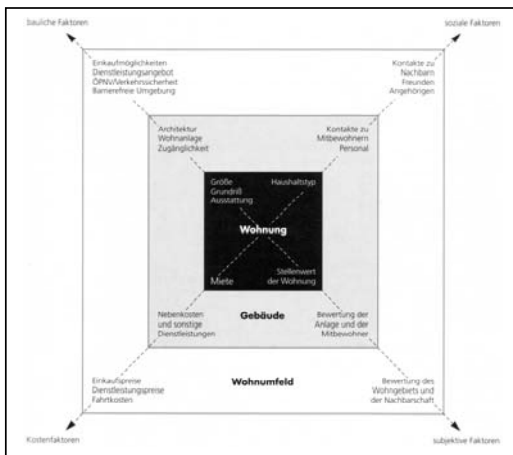 bauliche Faktoren
soziale Faktoren
Einkaufmöglichkeiten
Dienstleistungsangebot
ÖPNV/Verkehrssicherheit
Barrierefreie Umgebung
Kontakte zu
Nachbarn
Freunden
Angehörigen
Architektur
Wohnanlage
Zugänglichkeit
Kontakte zu
Mitbewohnern
Personal
Größe
Grundriß
Ausstattung
Haushaltstyp
Wohnung
Miete
Stellenwert
der Wohnung
Nebenkosten
und sonstige
Dienstleistungen
Gebäude
Bewertung der
Anlage und der
Mitbewohner
Einkaufspreise
Dienstleistungspreise
Fahrtkosten
Wohnumfeld
Bewertung des
Wohngebiets und
der Nachbarschaft
Kostenfaktoren
subjektive Faktoren